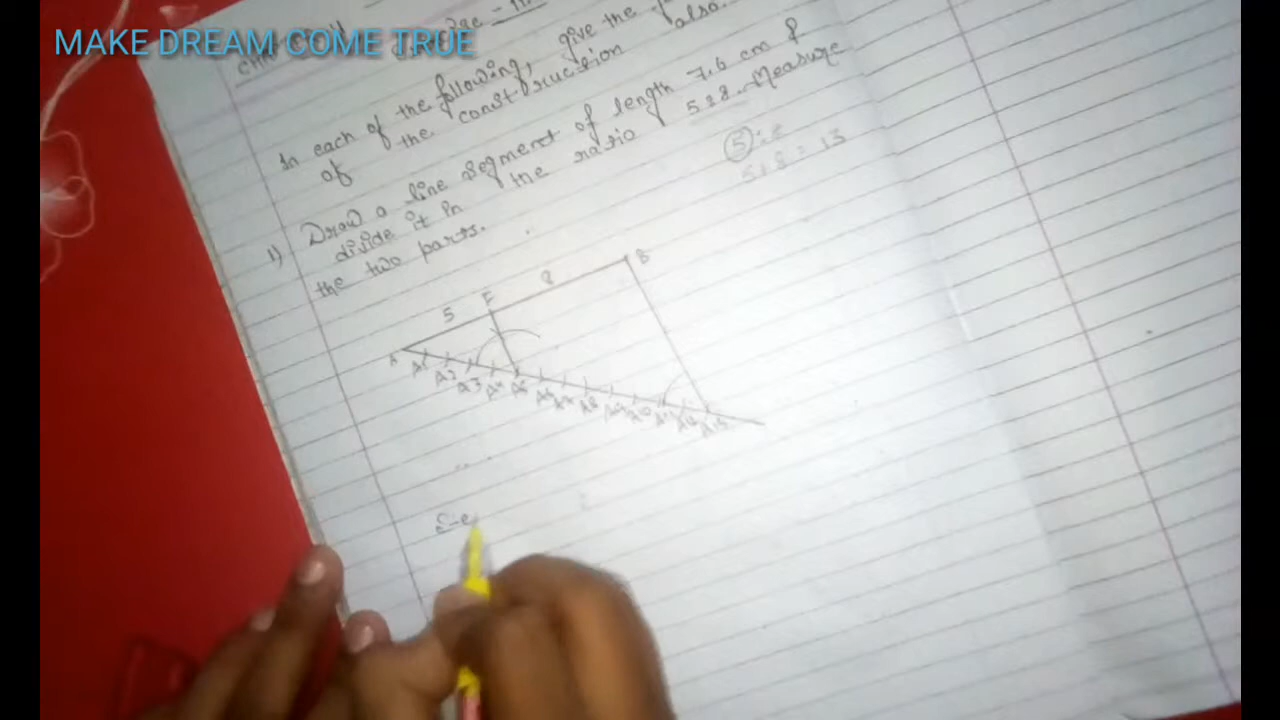 MAKE DREAM COME TRUE
In each of the following, give the
of the construction also.
1) Draw a line segment of length 7.6 cm &
divide it in the ratio 5:8. Measure
the two parts.
5:8
5+8=13
B
8
F
5
A
A1 A2 A3 A4 A5 A6 A7 A8 A9 A10 A11 A12 A13